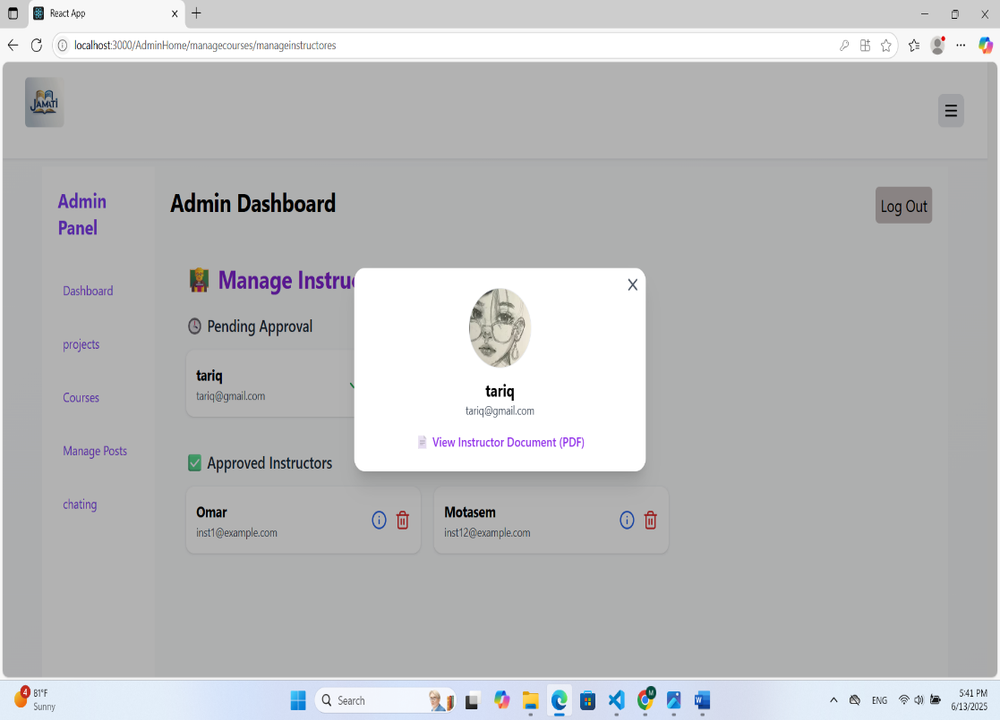 React App
localhost:3000/AdminHome/managecourses/manageinstructores
JAMATI
Admin
Panel
Admin Dashboard
Log Out
Dashboard
projects
Courses
Manage Posts
chating
Manage Instru
Pending Approval
tariq
tariq@gmail.com
X
tariq
tariq@gmail.com
View Instructor Document (PDF)
Approved Instructors
Omar
inst1@example.com
Motasem
inst12@example.com
4
81°F
Sunny
Search
M
ENG
5:41 PM
6/13/2025